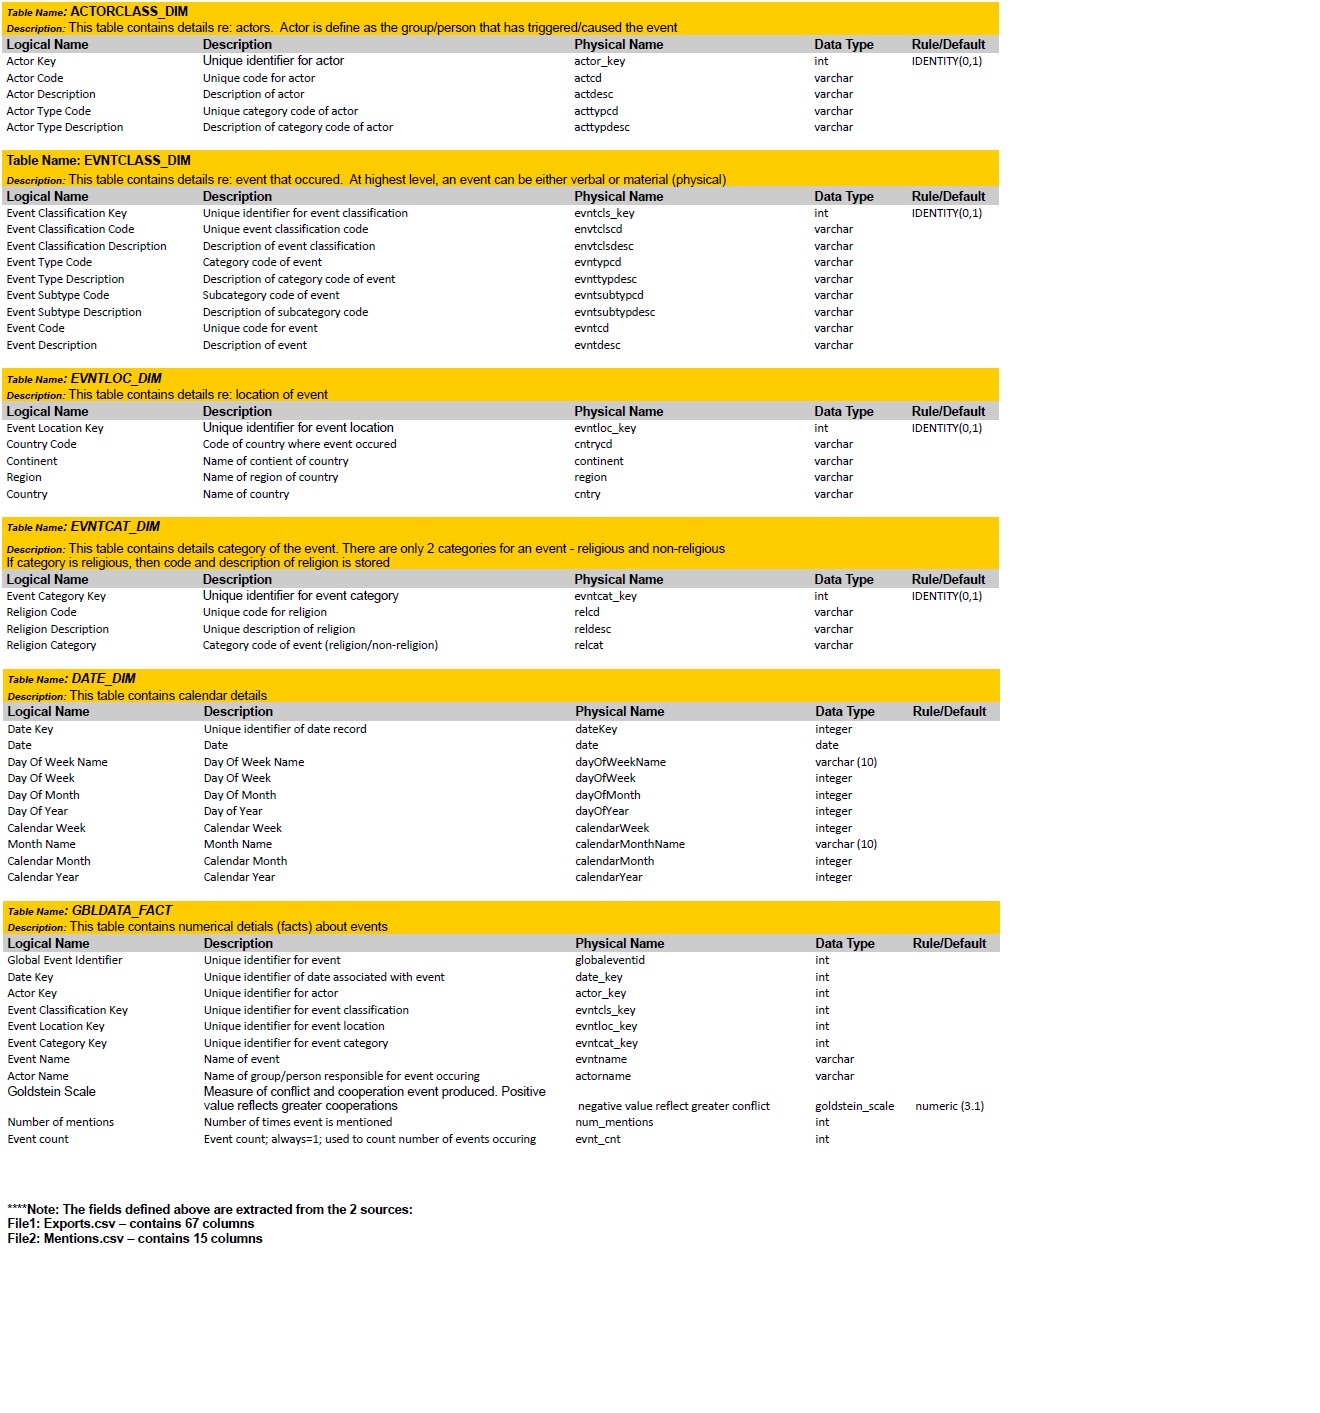 Table Name: ACTORCLASS_DIM
Description: This table contains details re: actors. Actor is define as the group/person that has triggered/caused the event
Logical Name Description Physical Name Data Type Rule/Default
Actor Key Unique identifier for actor actor_key int IDENTITY(0,1)
Actor Code Unique code for actor actcd varchar
Actor Description Description of actor actdesc varchar
Actor Type Code Unique category code of actor acttypcd varchar
Actor Type Description Description of category code of actor acttypdesc varchar
Table Name: EVNTCLASS_DIM
Description: This table contains details re: event that occured. At highest level, an event can be either verbal or material (physical)
Logical Name Description Physical Name Data Type Rule/Default
Event Classification Key Unique identifier for event classification evntcls_key int IDENTITY(0,1)
Event Classification Code Unique event classification code envtclscd varchar
Event Classification Description Description of event classification envtclsdesc varchar
Event Type Code Category code of event evntypcd varchar
Event Type Description Description of category code of event evnttypdesc varchar
Event Subtype Code Subcategory code of event evntsubtypcd varchar
Event Subtype Description Description of subcategory code evntsubtypdesc varchar
Event Code Unique code for event evntcd varchar
Event Description Description of event evntdesc varchar
Table Name: EVNTLOC_DIM
Description: This table contains details re: location of event
Logical Name Description Physical Name Data Type Rule/Default
Event Location Key Unique identifier for event location evntloc_key int IDENTITY(0,1)
Country Code Code of country where event occured cntrycd varchar
Continent Name of contient of country continent varchar
Region Name of region of country region varchar
Country Name of country cntry varchar
Table Name: EVNTCAT_DIM
Description: This table contains details category of the event. There are only 2 categories for an event - religious and non-religious
If category is religious, then code and description of religion is stored
Logical Name Description Physical Name Data Type Rule/Default
Event Category Key Unique identifier for event category evntcat_key int IDENTITY(0,1)
Religion Code Unique code for religion relcd varchar
Religion Description Unique description of religion reldesc varchar
Religion Category Category code of event (religion/non-religion) relcat varchar
Table Name: DATE_DIM
Description: This table contains calendar details
Logical Name Description Physical Name Data Type Rule/Default
Date Key Unique identifier of date record dateKey integer
Date Date date date
Day Of Week Name Day Of Week Name dayOfWeekName varchar (10)
Day Of Week Day Of Week dayOfWeek integer
Day Of Month Day Of Month dayOfMonth integer
Day Of Year Day of Year dayOfYear integer
Calendar Week Calendar Week calendarWeek integer
Month Name Month Name calendarMonthName varchar (10)
Calendar Month Calendar Month calendarMonth integer
Calendar Year Calendar Year calendarYear integer
Table Name: GBLDATA_FACT
Description: This table contains numerical detials (facts) about events
Logical Name Description Physical Name Data Type Rule/Default
Global Event Identifier Unique identifier for event globaleventid int
Date Key Unique identifier of date associated with event date_key int
Actor Key Unique identifier for actor actor_key int
Event Classification Key Unique identifier for event classification evntcls_key int
Event Location Key Unique identifier for event location evntloc_key int
Event Category Key Unique identifier for event category evntcat_key int
Event Name Name of event evntname varchar
Actor Name Name of group/person responsible for event occuring actorname varchar
Goldstein Scale Measure of conflict and cooperation event produced. Positive
value reflects greater cooperations negative value reflect greater conflict goldstein_scale numeric (3.1)
Number of mentions Number of times event is mentioned num_mentions int
Event count Event count; always=1; used to count number of events occuring evnt_cnt int
****Note: The fields defined above are extracted from the 2 sources:
File1: Exports.csv – contains 67 columns
File2: Mentions.csv – contains 15 columns